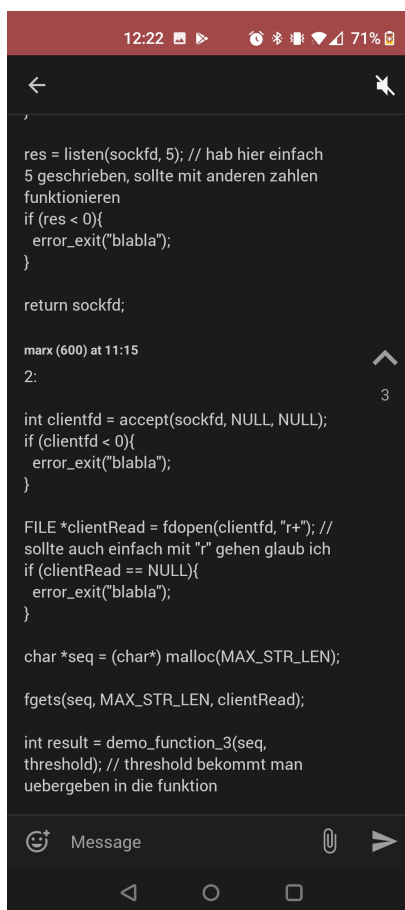 12:22 71%
}
res = listen(sockfd, 5); // hab hier einfach
5 geschrieben, sollte mit anderen zahlen
funktionieren
if (res < 0){
error_exit("blabla");
}
return sockfd;
marx (600) at 11:15
2:
3
int clientfd = accept(sockfd, NULL, NULL);
if (clientfd < 0){
error_exit("blabla");
}
FILE *clientRead = fdopen(clientfd, "r+"); //
sollte auch einfach mit "r" gehen glaub ich
if (clientRead == NULL){
error_exit("blabla");
}
char *seq = (char*) malloc(MAX_STR_LEN);
fgets(seq, MAX_STR_LEN, clientRead);
int result = demo_function_3(seq,
threshold); // threshold bekommt man
uebergeben in die funktion
Message